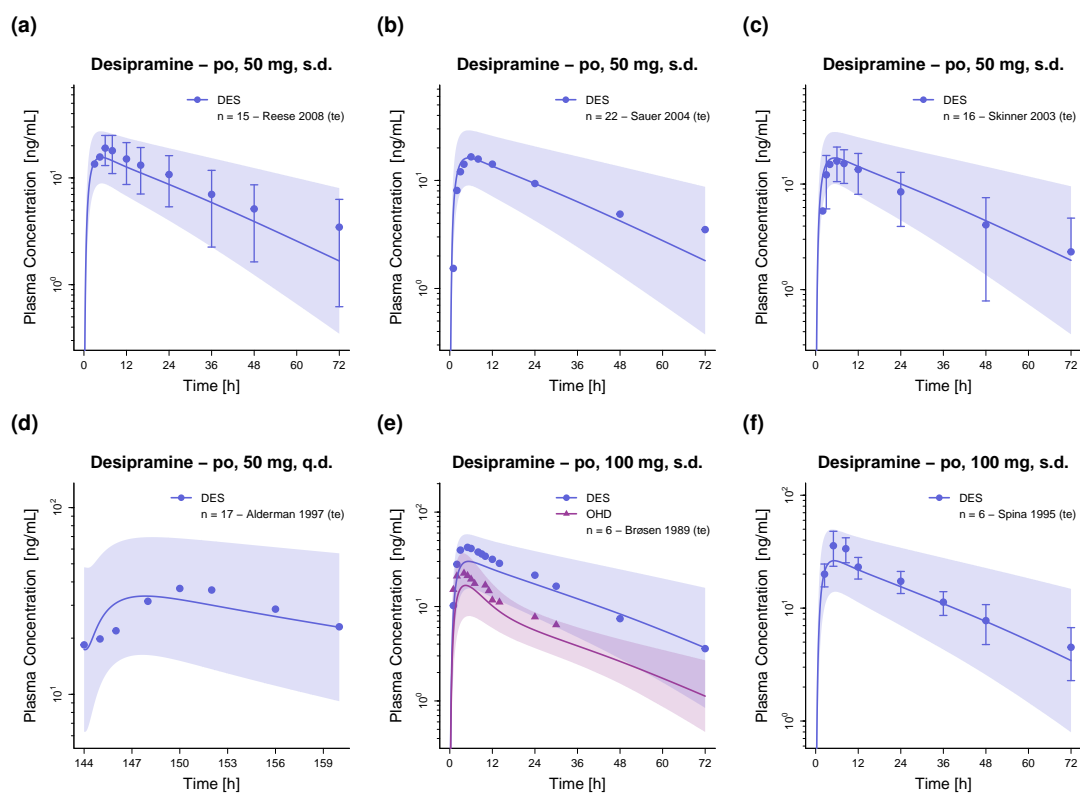 (a)
Desipramine – po, 50 mg, s.d.
DES
n = 15 – Reese 2008 (te)
Plasma Concentration [ng/mL]
10¹
10⁰
0 12 24 36 48 60 72
Time [h]
(b)
Desipramine – po, 50 mg, s.d.
DES
n = 22 – Sauer 2004 (te)
Plasma Concentration [ng/mL]
10¹
10⁰
0 12 24 36 48 60 72
Time [h]
(c)
Desipramine – po, 50 mg, s.d.
DES
n = 16 – Skinner 2003 (te)
Plasma Concentration [ng/mL]
10¹
10⁰
0 12 24 36 48 60 72
Time [h]
(d)
Desipramine – po, 50 mg, q.d.
DES
n = 17 – Alderman 1997 (te)
Plasma Concentration [ng/mL]
10²
10¹
144 147 150 153 156 159
Time [h]
(e)
Desipramine – po, 100 mg, s.d.
DES
OHD
n = 6 – Brøsen 1989 (te)
Plasma Concentration [ng/mL]
10²
10¹
10⁰
0 12 24 36 48 60 72
Time [h]
(f)
Desipramine – po, 100 mg, s.d.
DES
n = 6 – Spina 1995 (te)
Plasma Concentration [ng/mL]
10²
10¹
10⁰
0 12 24 36 48 60 72
Time [h]